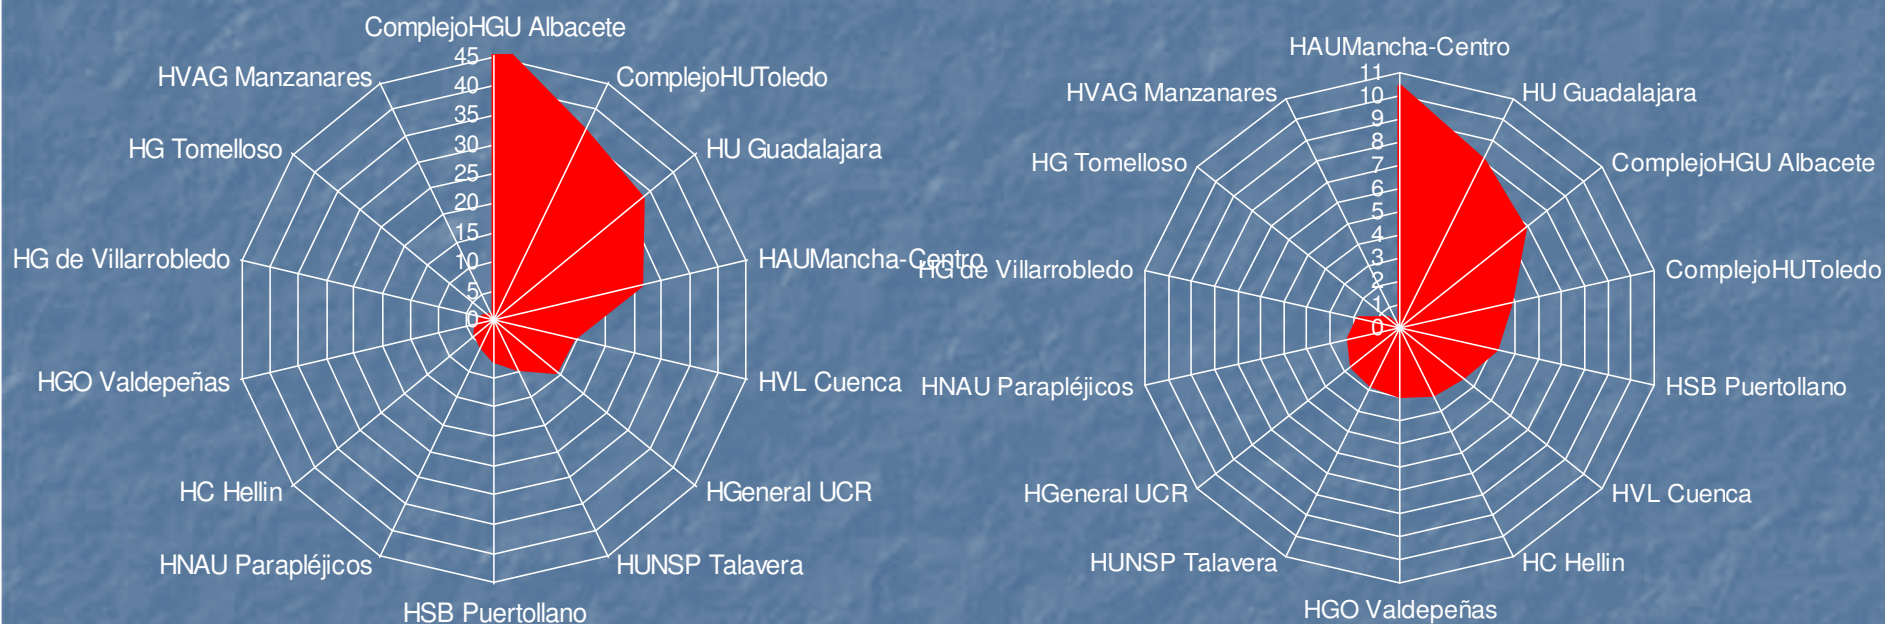 ComplejoHGU Albacete
45
40
35
30
25
20
15
10
5
0
HVAG Manzanares
ComplejoHUToledo
HG Tomelloso
HU Guadalajara
HG de Villarrobledo
HAUMancha-Centro
HGO Valdepeñas
HVL Cuenca
HC Hellin
HGeneral UCR
HNAU Parapléjicos
HUNSP Talavera
HSB Puertollano
HAUMancha-Centro
11
10
9
8
7
6
5
4
3
2
1
0
HVAG Manzanares
HU Guadalajara
HG Tomelloso
ComplejoHGU Albacete
HG de Villarrobledo
ComplejoHUToledo
HNAU Parapléjicos
HSB Puertollano
HGeneral UCR
HVL Cuenca
HUNSP Talavera
HC Hellin
HGO Valdepeñas